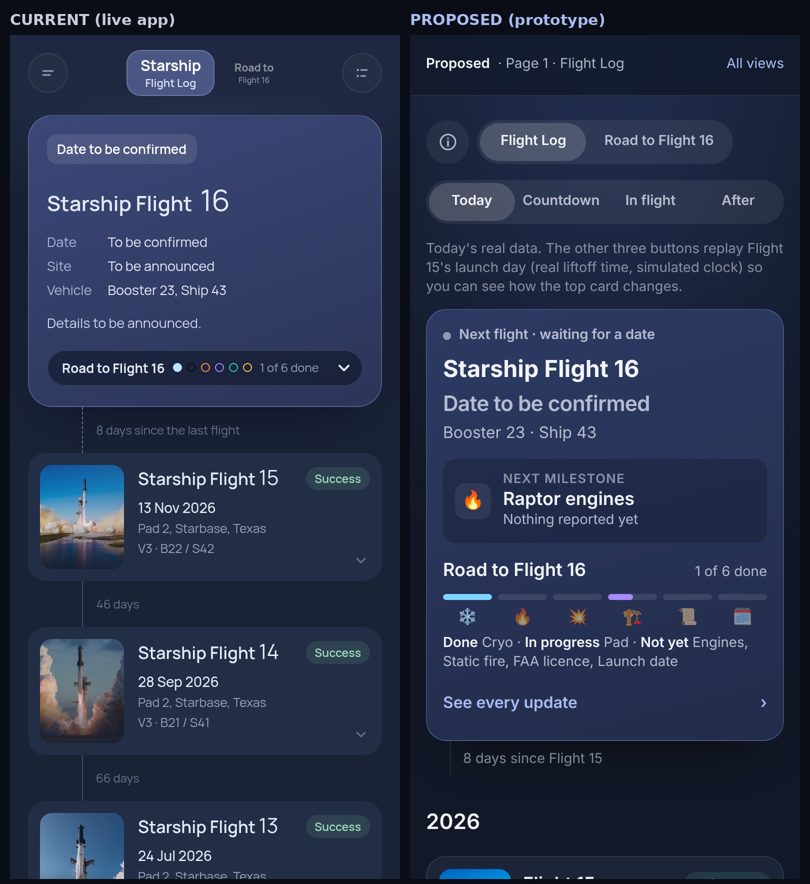 CURRENT (live app)
Starship
Flight Log
Road to
Flight 16
Date to be confirmed
Starship Flight 16
Date To be confirmed
Site To be announced
Vehicle Booster 23, Ship 43
Details to be announced.
Road to Flight 16 1 of 6 done
8 days since the last flight
Starship Flight 15 Success
13 Nov 2026
Pad 2, Starbase, Texas
V3 · B22 / S42
46 days
Starship Flight 14 Success
28 Sep 2026
Pad 2, Starbase, Texas
V3 · B21 / S41
66 days
Starship Flight 13 Success
24 Jul 2026
Pad 2, Starbase, Texas
PROPOSED (prototype)
Proposed · Page 1 · Flight Log All views
Flight Log Road to Flight 16
Today Countdown In flight After
Today's real data. The other three buttons replay Flight
15's launch day (real liftoff time, simulated clock) so
you can see how the top card changes.
Next flight · waiting for a date
Starship Flight 16
Date to be confirmed
Booster 23 · Ship 43
NEXT MILESTONE
Raptor engines
Nothing reported yet
Road to Flight 16 1 of 6 done
Done Cryo · In progress Pad · Not yet Engines,
Static fire, FAA licence, Launch date
See every update ›
8 days since Flight 15
2026